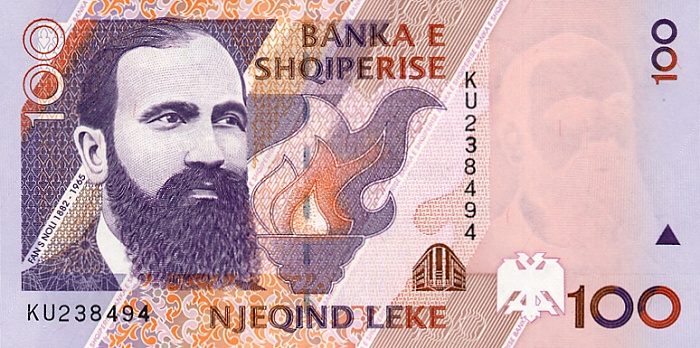 100
BANKA E
SHQIPERISE
100
KU238494
FAN S NOLI 1882 - 1965
KU238494
NJEQIND LEKE
100